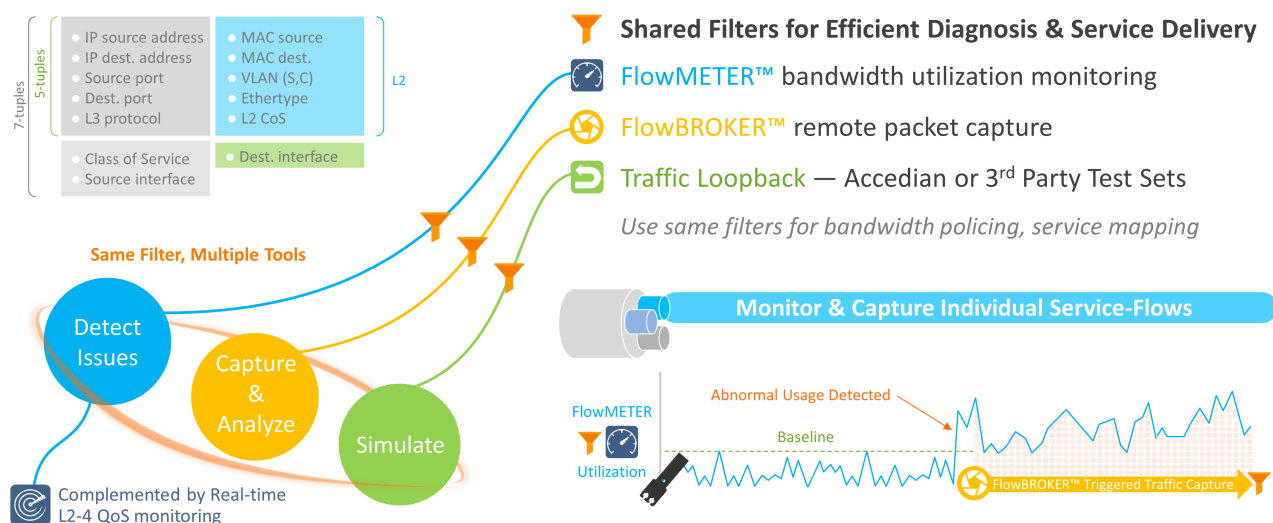 7-tuples
5-tuples
IP source address
IP dest. address
Source port
Dest. port
L3 protocol
MAC source
MAC dest.
VLAN (S,C)
Ethertype
L2 CoS
L2
Class of Service
Source interface
Dest. interface
Shared Filters for Efficient Diagnosis & Service Delivery
FlowMETER™ bandwidth utilization monitoring
FlowBROKER™ remote packet capture
Traffic Loopback — Accedian or 3rd Party Test Sets
Use same filters for bandwidth policing, service mapping
Same Filter, Multiple Tools
Detect
Issues
Capture
&
Analyze
Simulate
Complemented by Real-time
L2-4 QoS monitoring
Monitor & Capture Individual Service-Flows
Abnormal Usage Detected
FlowMETER
Baseline
Utilization
FlowBROKER™ Triggered Traffic Capture